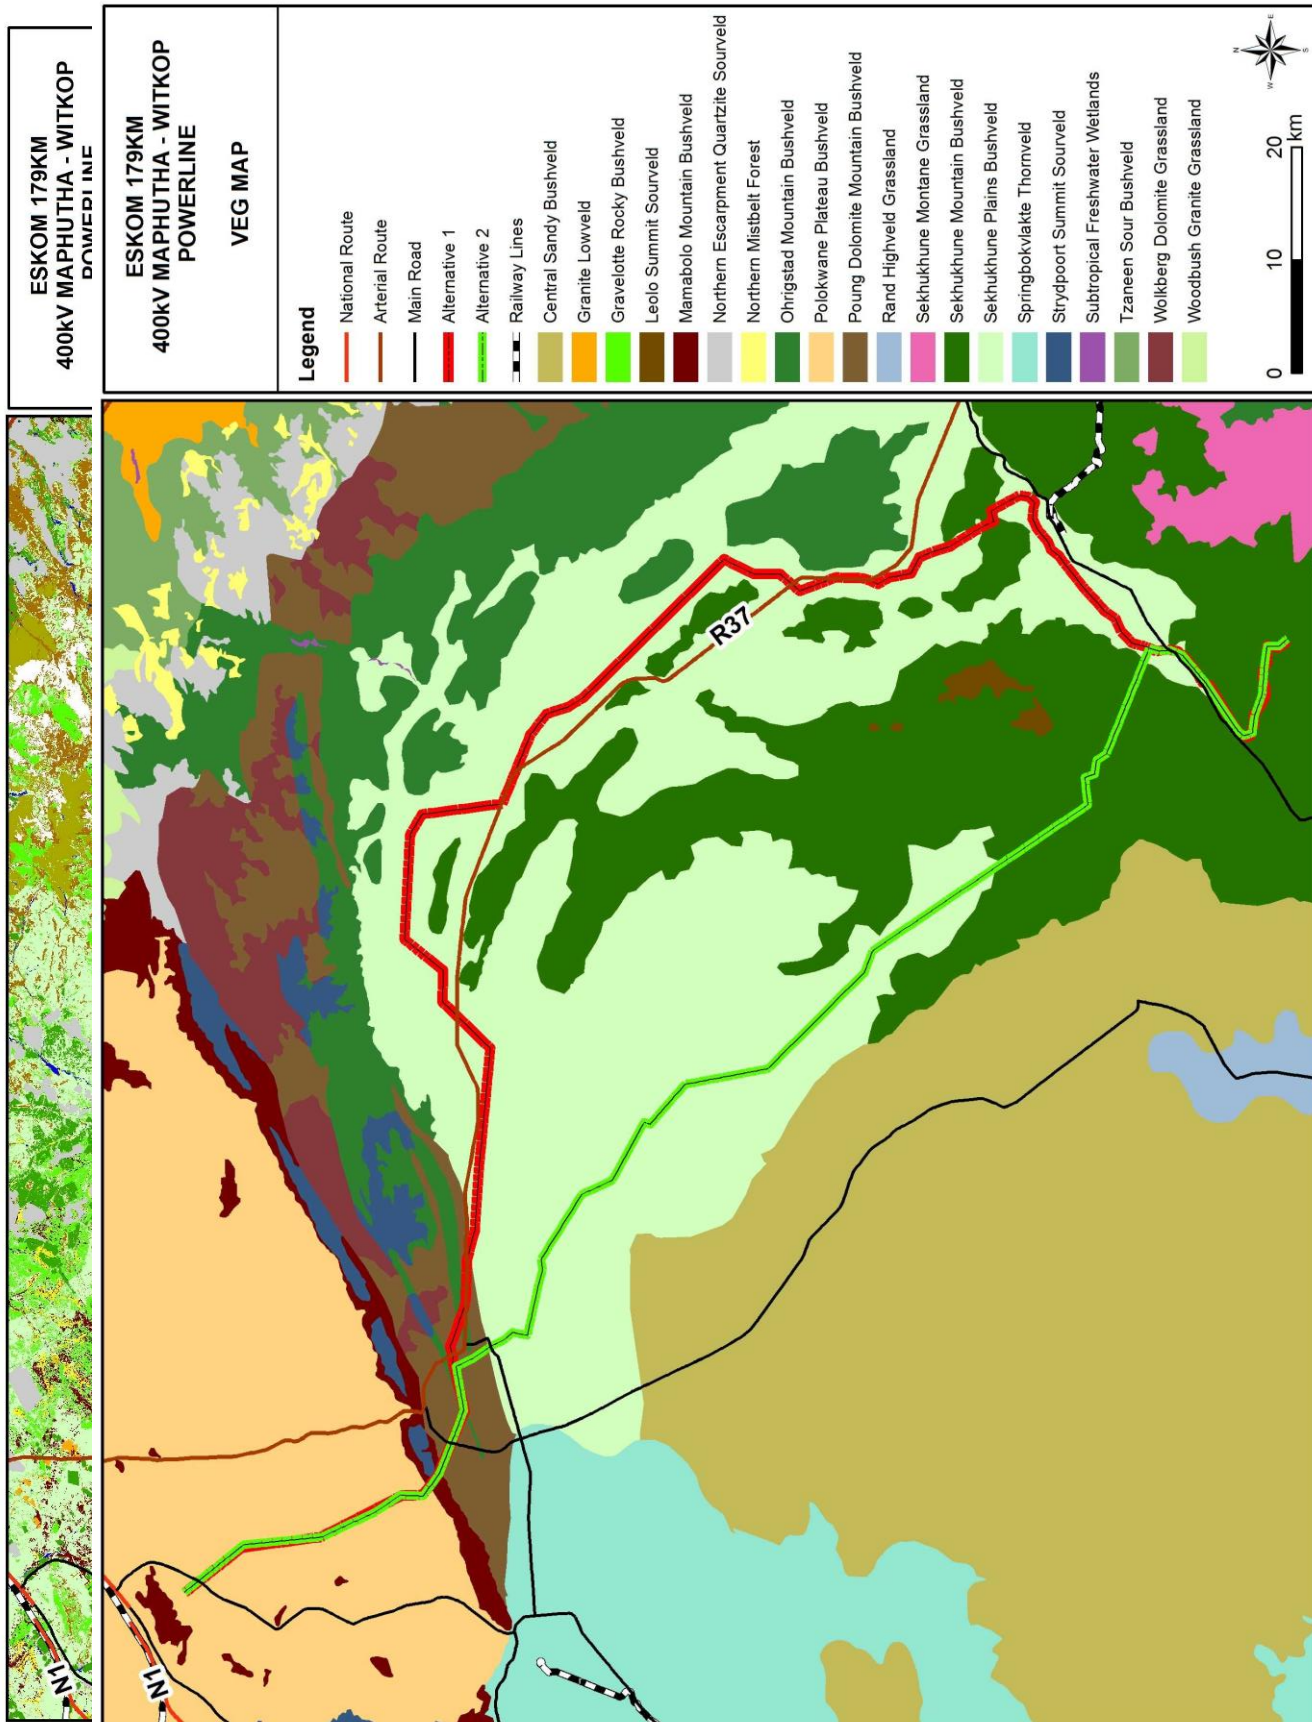 ESKOM 179KM
400kV MAPHUTHA - WITKOP
POWERLINE
ESKOM 179KM
400kV MAPHUTHA - WITKOP
POWERLINE
VEG MAP
Legend
National Route
Arterial Route
Main Road
Alternative 1
Alternative 2
Railway Lines
Central Sandy Bushveld
Granite Lowveld
Gravelotte Rocky Bushveld
Leolo Summit Sourveld
Mamabolo Mountain Bushveld
Northern Escarpment Quartzite Sourveld
Northern Mistbelt Forest
Ohrigstad Mountain Bushveld
Polokwane Plateau Bushveld
Poung Dolomite Mountain Bushveld
Rand Highveld Grassland
Sekhukhune Montane Grassland
Sekhukhune Mountain Bushveld
Sekhukhune Plains Bushveld
Springbokvlakte Thornveld
Strydpoort Summit Sourveld
Subtropical Freshwater Wetlands
Tzaneen Sour Bushveld
Wolkberg Dolomite Grassland
Woodbush Granite Grassland
0 10 20
km
N
E
S
W
R37
N1
N1